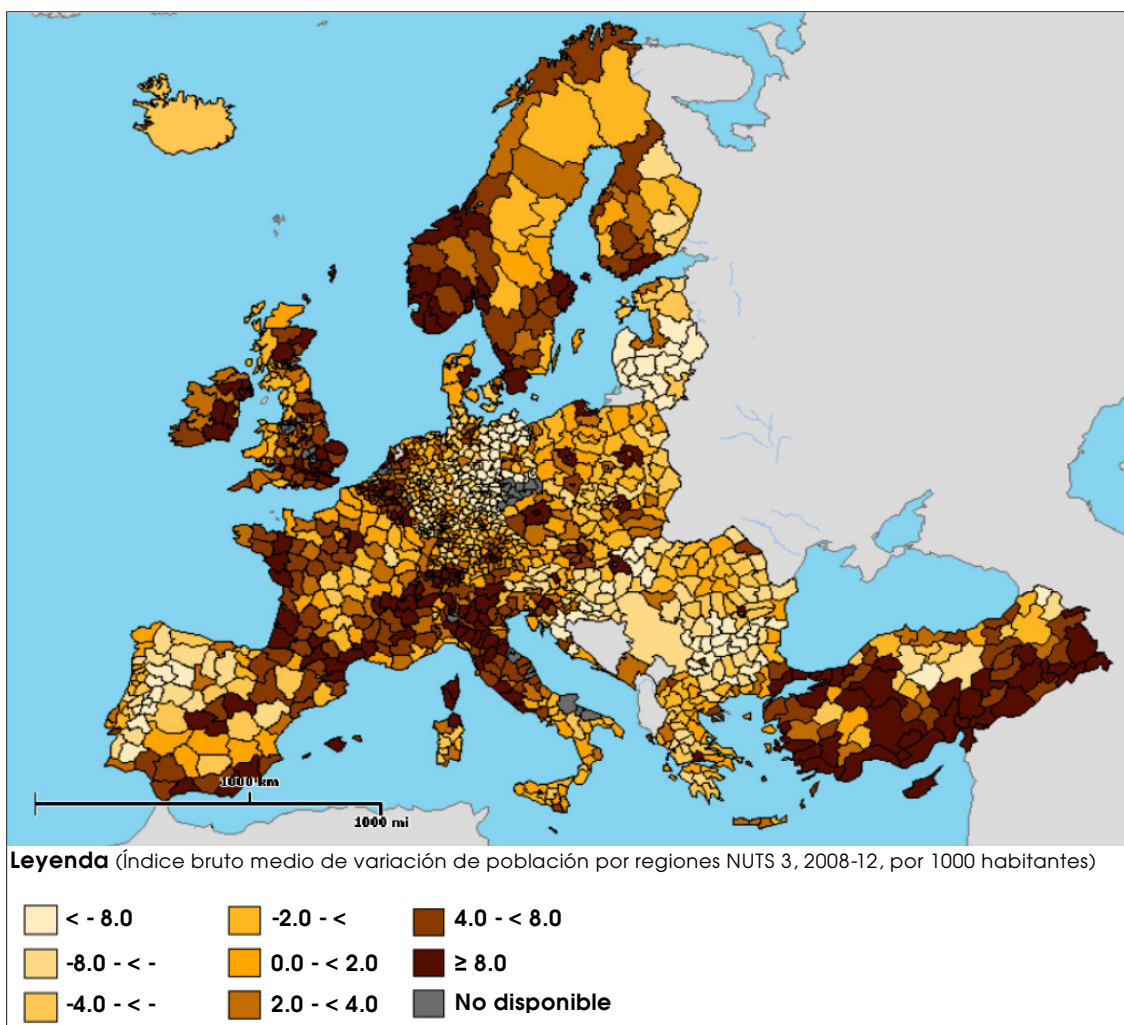 1000 km
1000 mi
Leyenda (Índice bruto medio de variación de población por regiones NUTS 3, 2008-12, por 1000 habitantes)
< - 8.0
-2.0 - <
4.0 - < 8.0
-8.0 - < -
0.0 - < 2.0
≥ 8.0
-4.0 - < -
2.0 - < 4.0
No disponible